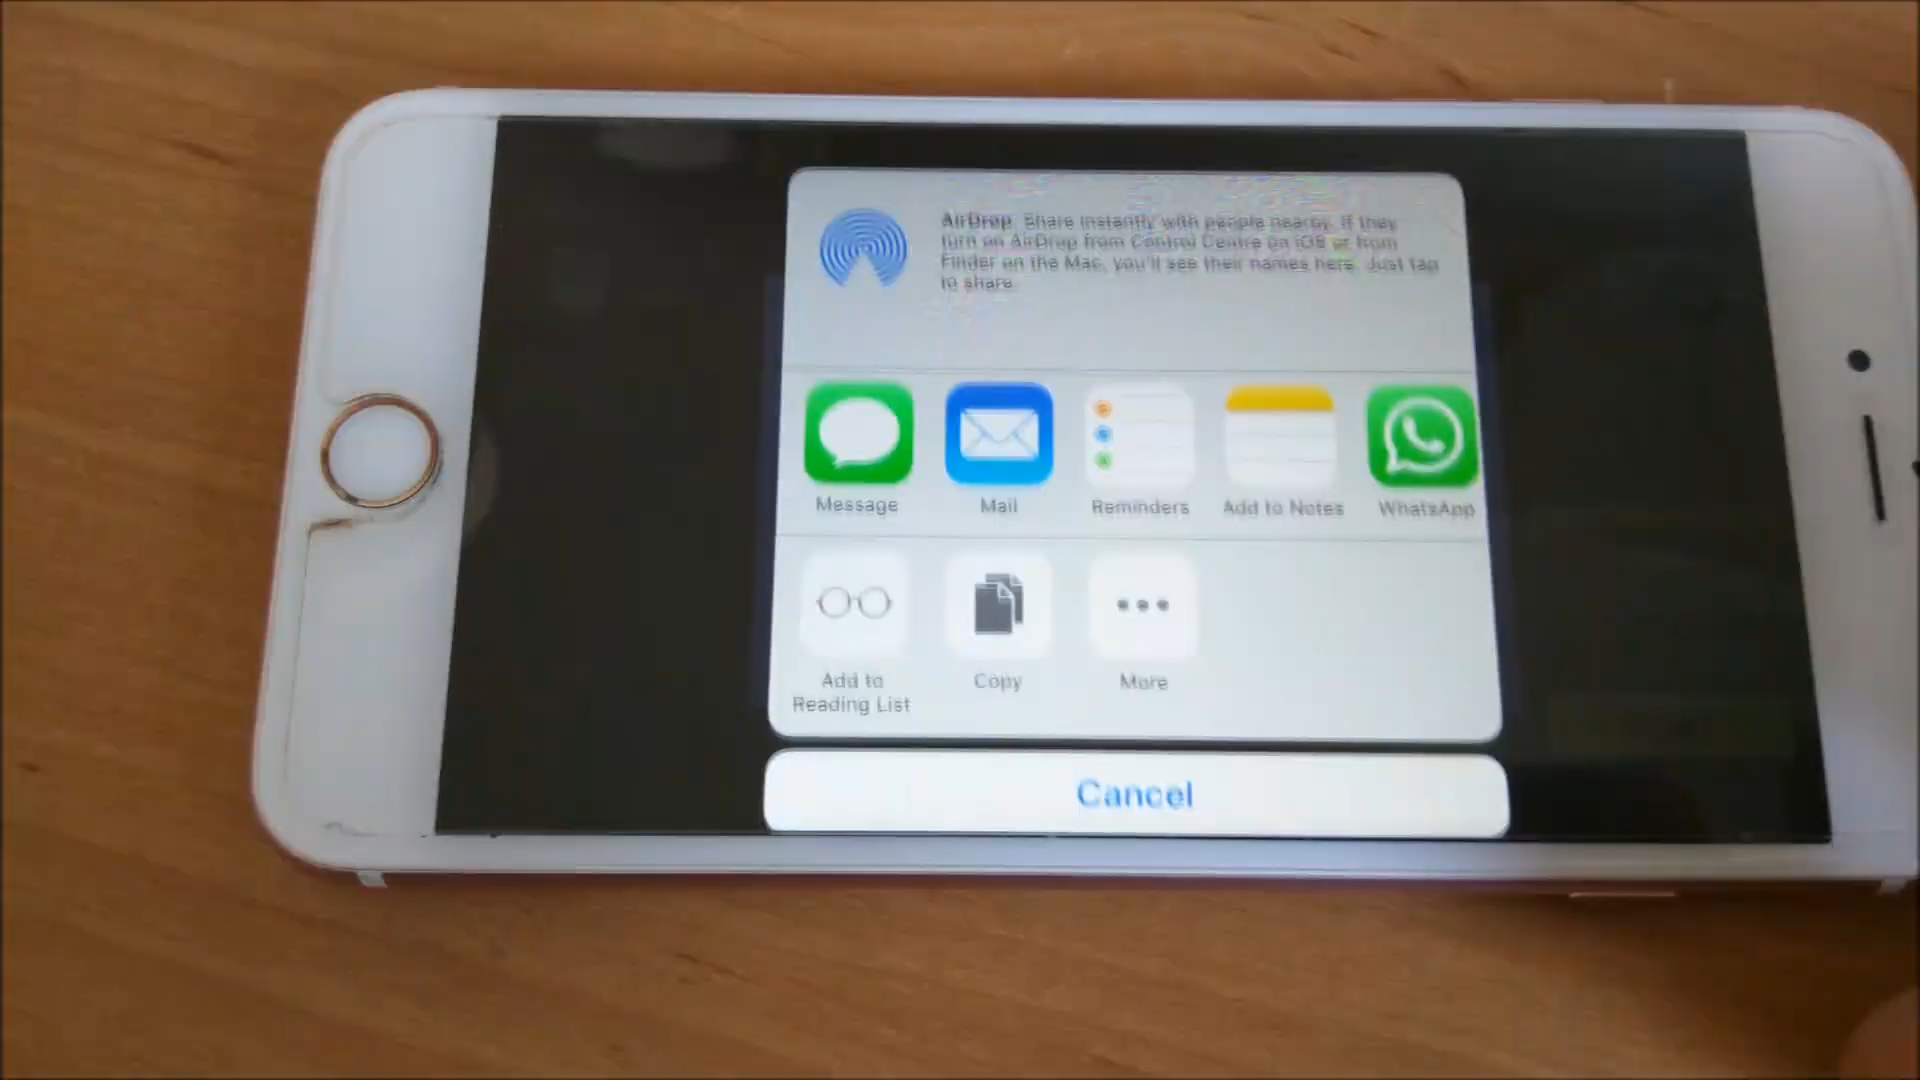 AirDrop. Share instantly with people nearby. If they
turn on AirDrop from Control Centre on iOS or from
Finder on the Mac, you'll see their names here. Just tap
to share.
Message
Mail
Reminders
Add to Notes
WhatsApp
Add to
Reading List
Copy
More
Cancel